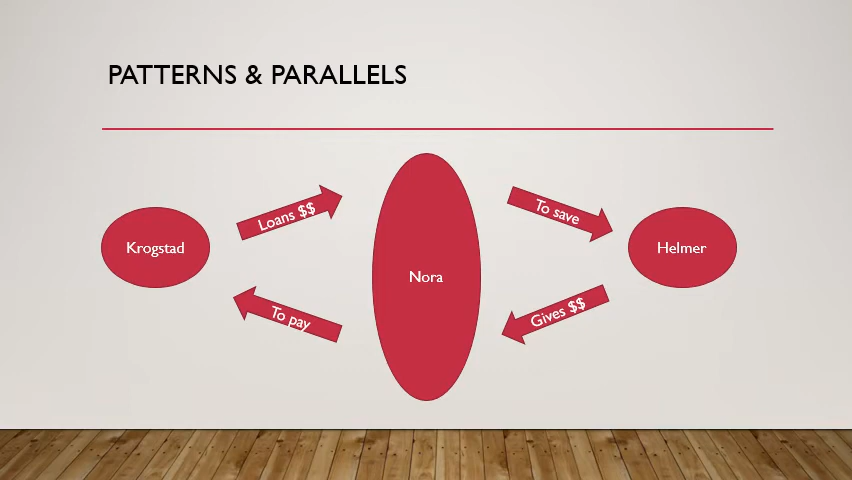 PATTERNS & PARALLELS
Loans $$
To save
Krogstad
Nora
Helmer
To pay
Gives $$